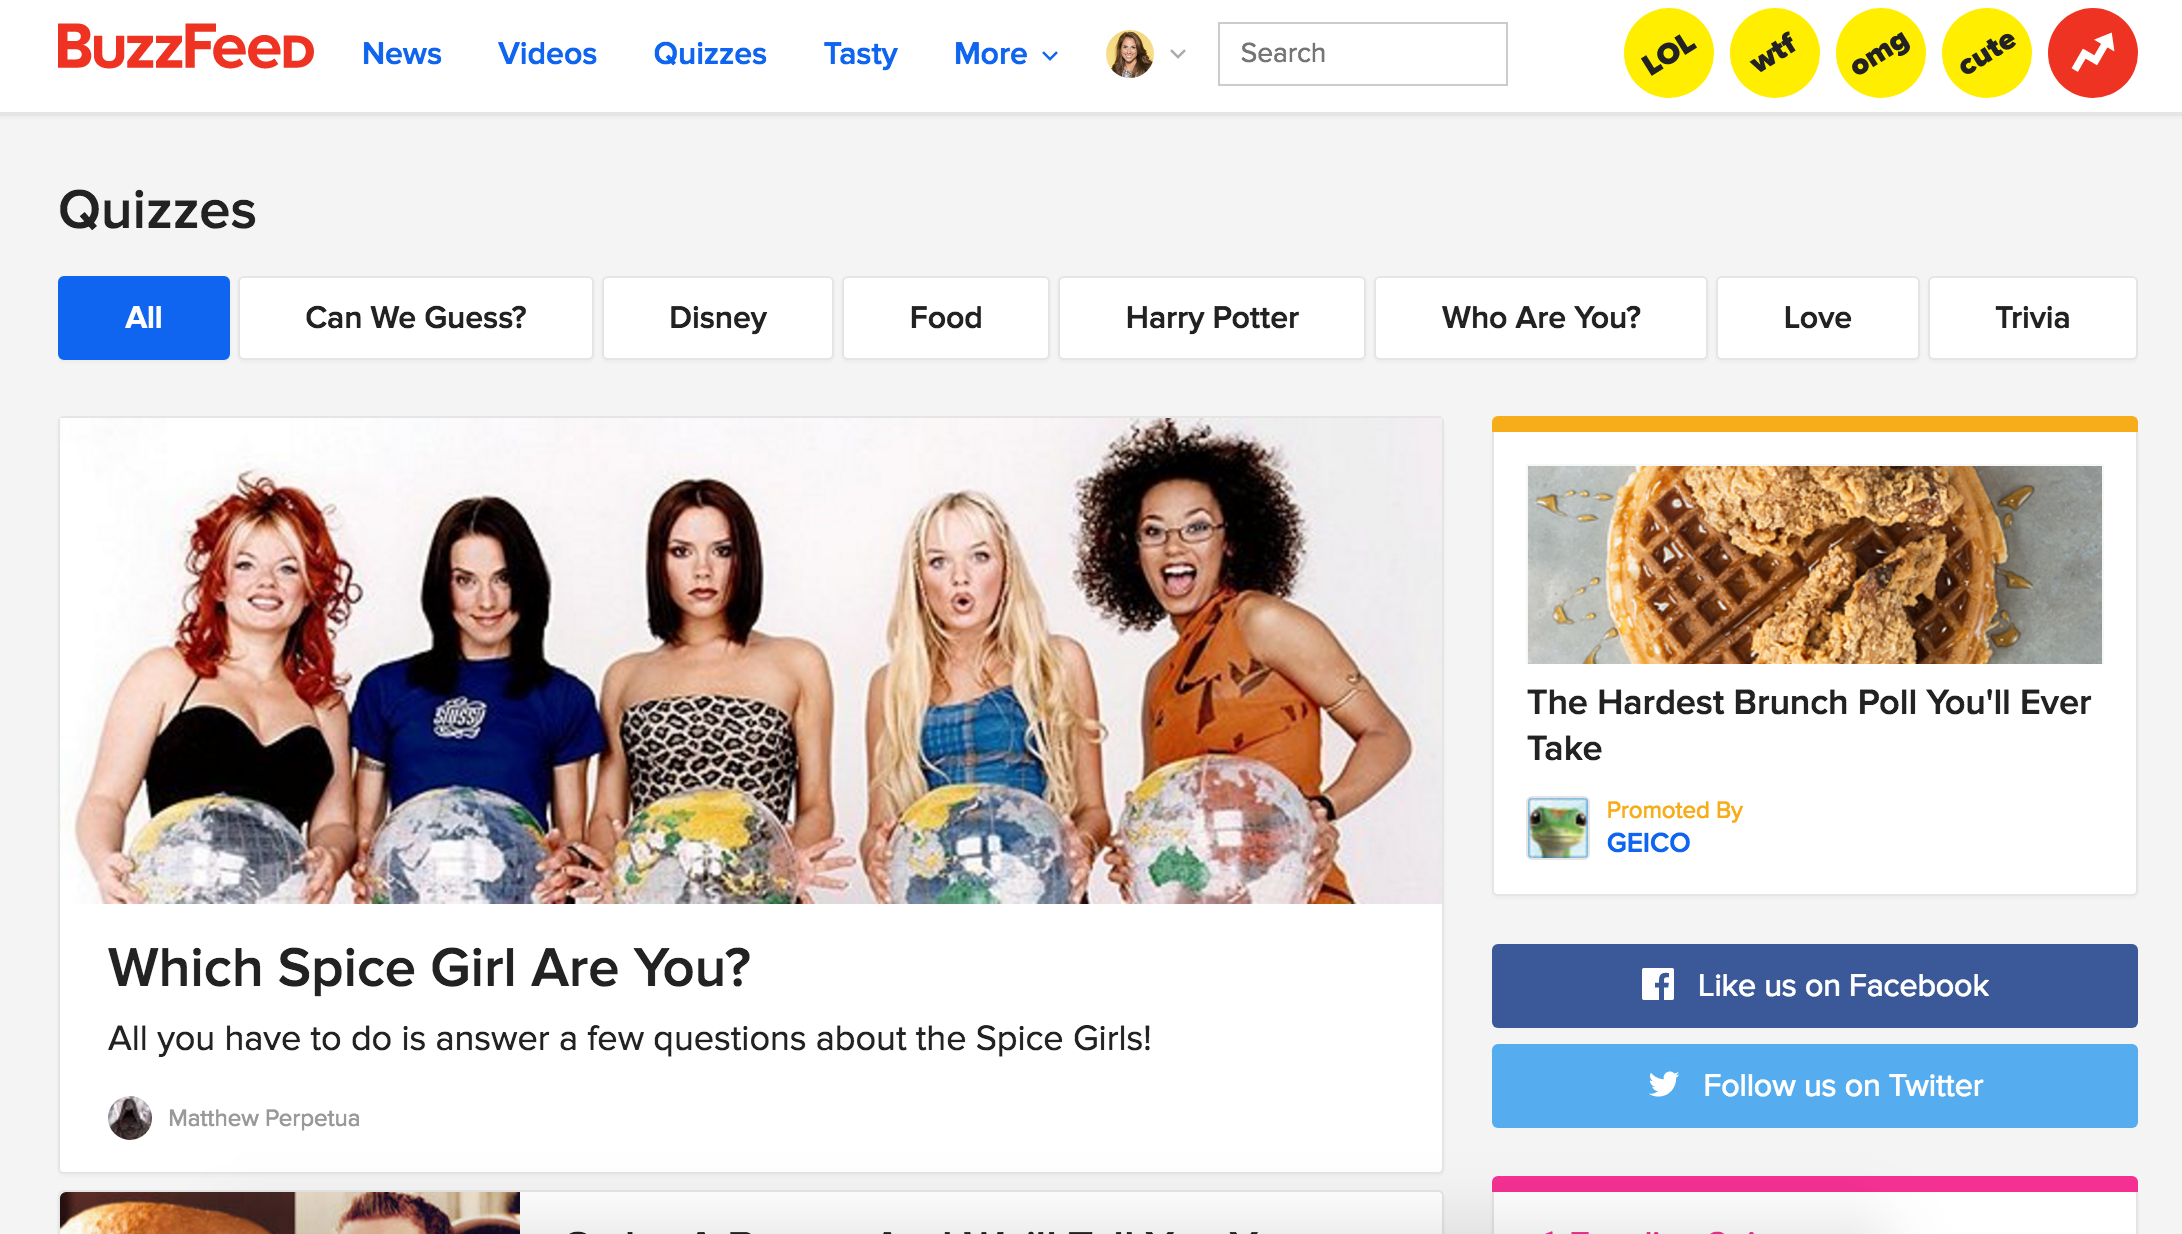 BuzzFeed
News
Videos
Quizzes
Tasty
More
Search
LOL
wtf
omg
cute
Quizzes
All
Can We Guess?
Disney
Food
Harry Potter
Who Are You?
Love
Trivia
STÜSSY
Which Spice Girl Are You?
All you have to do is answer a few questions about the Spice Girls!
Matthew Perpetua
The Hardest Brunch Poll You'll Ever
Take
Promoted By
GEICO
Like us on Facebook
Follow us on Twitter